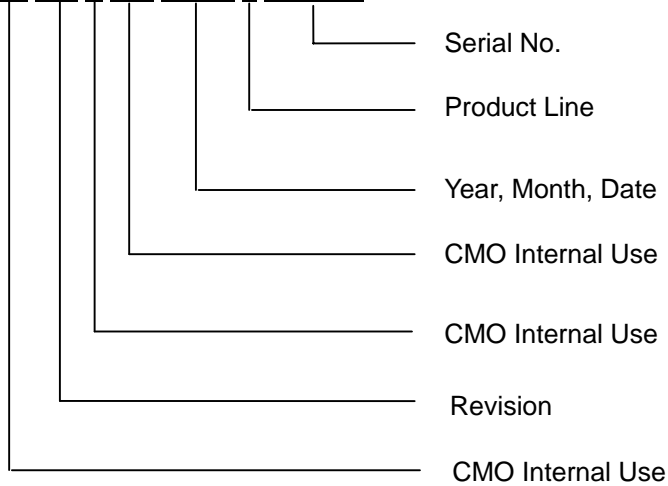 Serial No.
Product Line
Year, Month, Date
CMO Internal Use
CMO Internal Use
Revision
CMO Internal Use